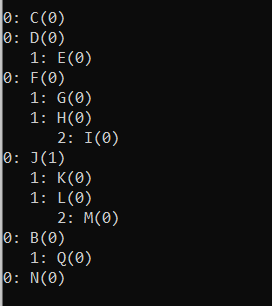 0: C(0)
0: D(0)
1: E(0)
0: F(0)
1: G(0)
1: H(0)
2: I(0)
0: J(1)
1: K(0)
1: L(0)
2: M(0)
0: B(0)
1: Q(0)
0: N(0)